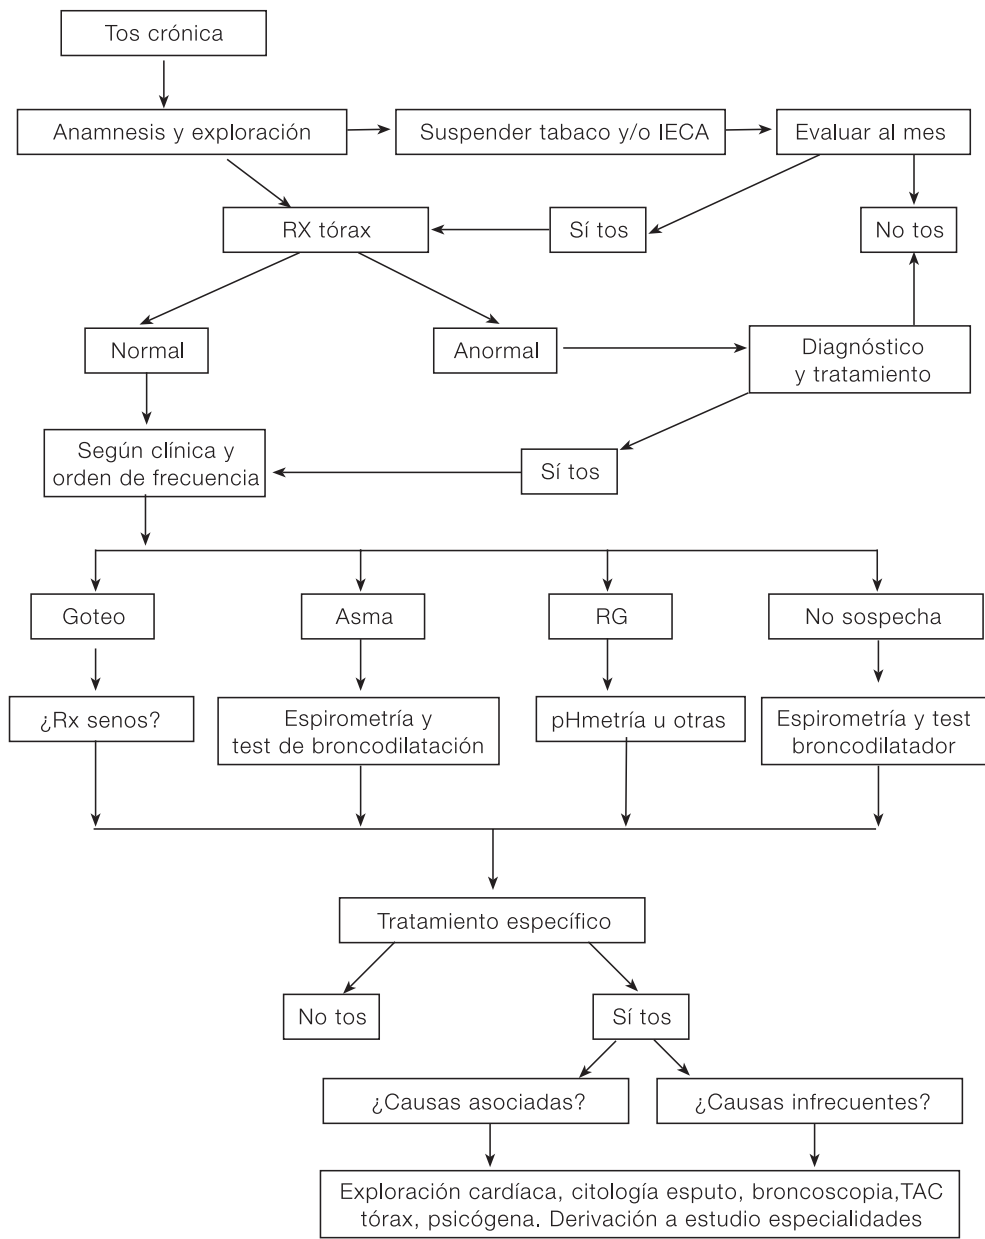 Tos crónica
Anamnesis y exploración
Suspender tabaco y/o IECA
Evaluar al mes
RX tórax
Sí tos
No tos
Normal
Anormal
Diagnóstico
y tratamiento
Según clínica y
orden de frecuencia
Sí tos
Goteo
Asma
RG
No sospecha
¿Rx senos?
Espirometría y
test de broncodilatación
pHmetría u otras
Espirometría y test
broncodilatador
Tratamiento específico
No tos
Sí tos
¿Causas asociadas?
¿Causas infrecuentes?
Exploración cardíaca, citología esputo, broncoscopia,TAC
tórax, psicógena. Derivación a estudio especialidades